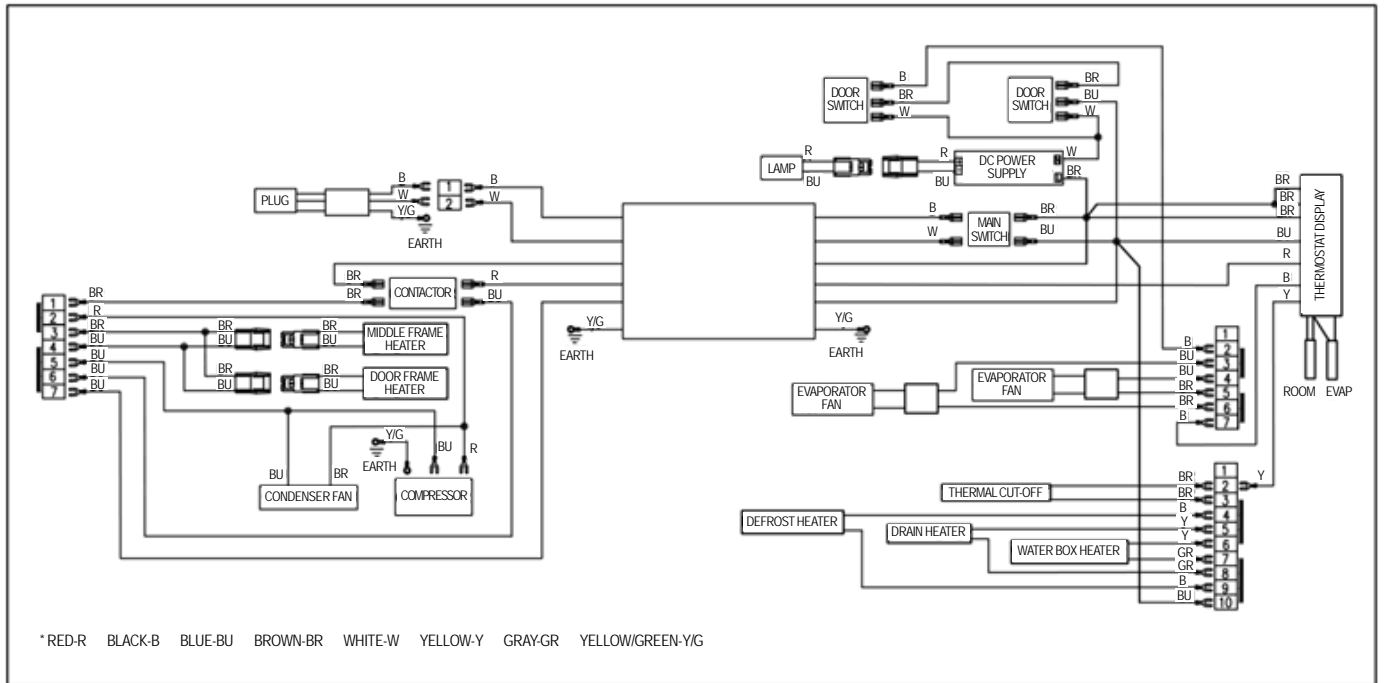 B
BR
W
DOOR
SWITCH
BR
BU
W
DOOR
SWITCH
R
BU
LAMP
R
BU
DC POWER
SUPPLY
W
BR
PLUG
B
W
Y/G
EARTH
1
2
B
W
B
W
MAIN
SWITCH
BR
BU
BR
BR
BR
BU
R
B
Y
THERMOSTAT DISPLAY
ROOM
EVAP
BR
BR
CONTACTOR
R
BU
Y/G
EARTH
Y/G
EARTH
1
2
3
4
5
6
7
BR
R
BR
BU
BU
BU
BU
BR
BU
BR
BU
MIDDLE FRAME
HEATER
BR
BU
BR
BU
DOOR FRAME
HEATER
Y/G
EARTH
BU
R
BU
BR
CONDENSER FAN
COMPRESSOR
EVAPORATOR
FAN
EVAPORATOR
FAN
B
BU
BU
BR
BR
B
1
2
3
4
5
6
7
THERMAL CUT-OFF
DEFROST HEATER
DRAIN HEATER
WATER BOX HEATER
BR
BR
B
Y
Y
GR
GR
B
BU
1
2
3
4
5
6
7
8
9
10
Y
* RED-R BLACK-B BLUE-BU BROWN-BR WHITE-W YELLOW-Y GRAY-GR YELLOW/GREEN-Y/G